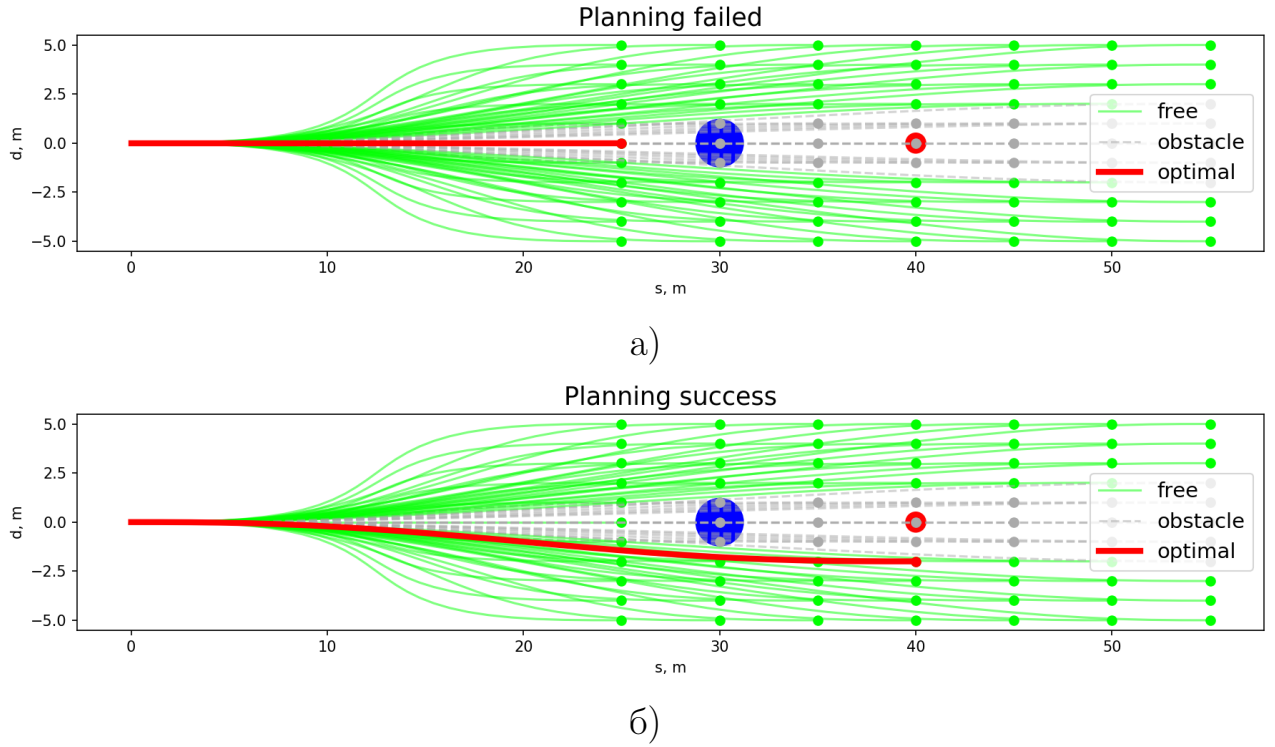 Planning failed
5.0
2.5
0.0
−2.5
−5.0
d, m
free
obstacle
optimal
0 10 20 30 40 50
s, m
а)
Planning success
5.0
2.5
0.0
−2.5
−5.0
d, m
free
obstacle
optimal
0 10 20 30 40 50
s, m
б)